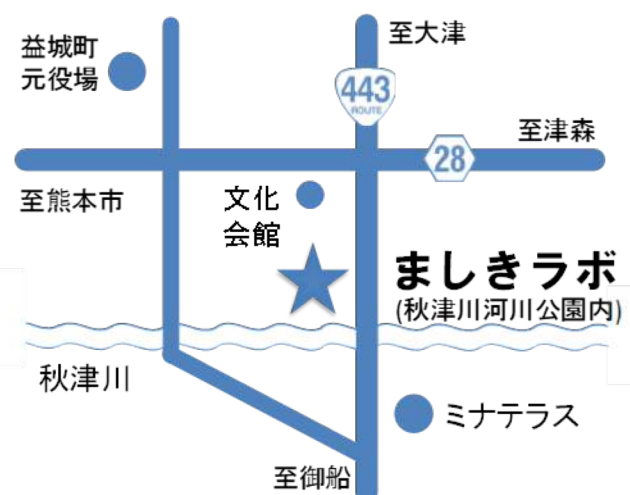 至大津
益城町
元役場
443
ROUTE
至津森
28
至熊本市
文化
会館
ましきラボ
(秋津川河川公園内)
秋津川
ミナテラス
至御船